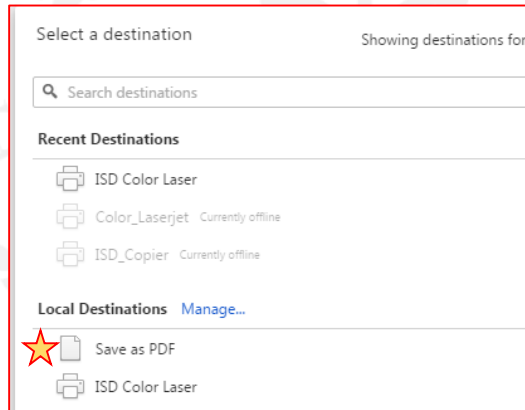 Select a destination
Showing destinations for
Search destinations
Recent Destinations
ISD Color Laser
Color_Laserjet Currently offline
ISD_Copier Currently offline
Local Destinations Manage...
Save as PDF
ISD Color Laser